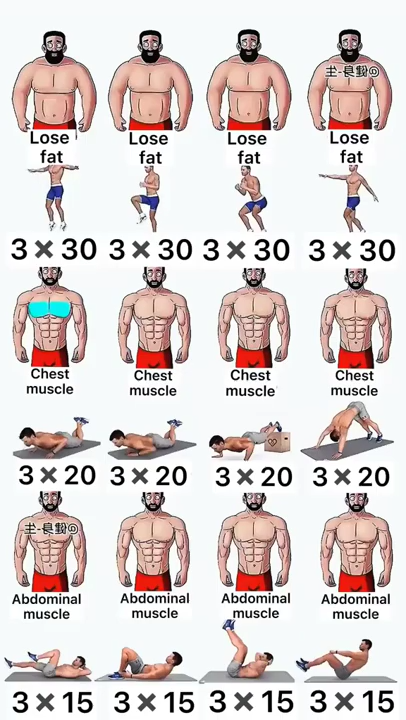 Lose Lose Lose Lose
fat fat fat fat
3 × 30 3 × 30 3 × 30 3 × 30
Chest Chest Chest Chest
muscle muscle muscle muscle
3 × 20 3 × 20 3 × 20 3 × 20
Abdominal Abdominal Abdominal Abdominal
muscle muscle muscle muscle
3 × 15 3 × 15 3 × 15 3 × 15